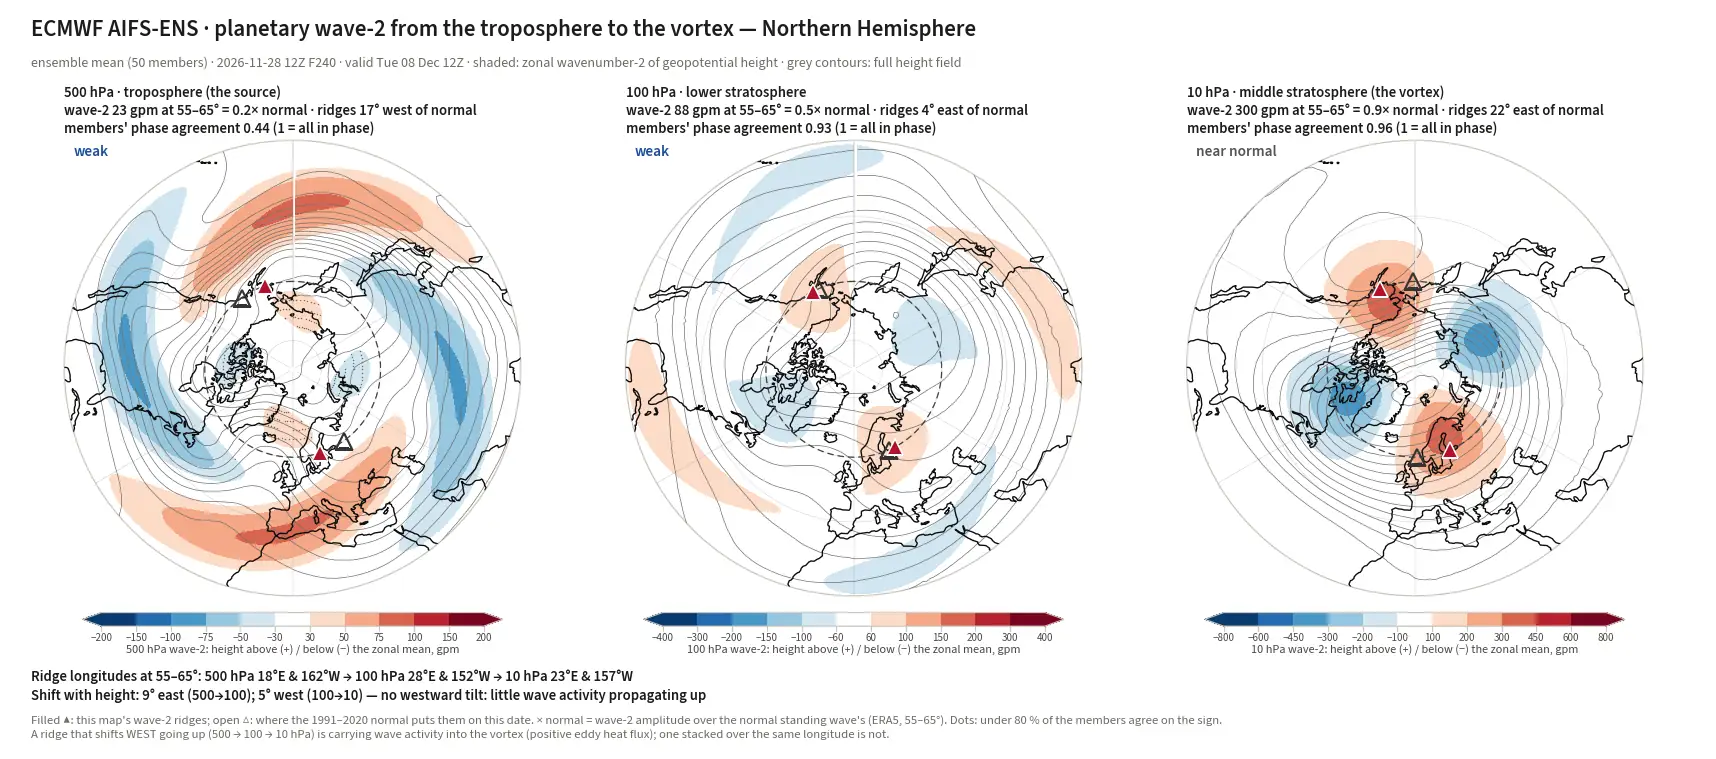 ECMWF AIFS-ENS · planetary wave-2 from the troposphere to the vortex — Northern Hemisphere
ensemble mean (50 members) · 2026-11-28 12Z F240 · valid Tue 08 Dec 12Z · shaded: zonal wavenumber-2 of geopotential height · grey contours: full height field
500 hPa · troposphere (the source)
wave-2 23 gpm at 55–65° = 0.2× normal · ridges 17° west of normal
members' phase agreement 0.44 (1 = all in phase)
weak
100 hPa · lower stratosphere
wave-2 88 gpm at 55–65° = 0.5× normal · ridges 4° east of normal
members' phase agreement 0.93 (1 = all in phase)
weak
10 hPa · middle stratosphere (the vortex)
wave-2 300 gpm at 55–65° = 0.9× normal · ridges 22° east of normal
members' phase agreement 0.96 (1 = all in phase)
near normal
−200 −150 −100 −75 −50 −30 30 50 75 100 150 200
500 hPa wave-2: height above (+) / below (−) the zonal mean, gpm
−400 −300 −200 −150 −100 −60 60 100 150 200 300 400
100 hPa wave-2: height above (+) / below (−) the zonal mean, gpm
−800 −600 −450 −300 −200 −100 100 200 300 450 600 800
10 hPa wave-2: height above (+) / below (−) the zonal mean, gpm
Ridge longitudes at 55–65°: 500 hPa 18°E & 162°W → 100 hPa 28°E & 152°W → 10 hPa 23°E & 157°W
Shift with height: 9° east (500→100); 5° west (100→10) — no westward tilt: little wave activity propagating up
Filled ▲: this map's wave-2 ridges; open △: where the 1991–2020 normal puts them on this date. × normal = wave-2 amplitude over the normal standing wave's (ERA5, 55–65°). Dots: under 80 % of the members agree on the sign.
A ridge that shifts WEST going up (500 → 100 → 10 hPa) is carrying wave activity into the vortex (positive eddy heat flux); one stacked over the same longitude is not.